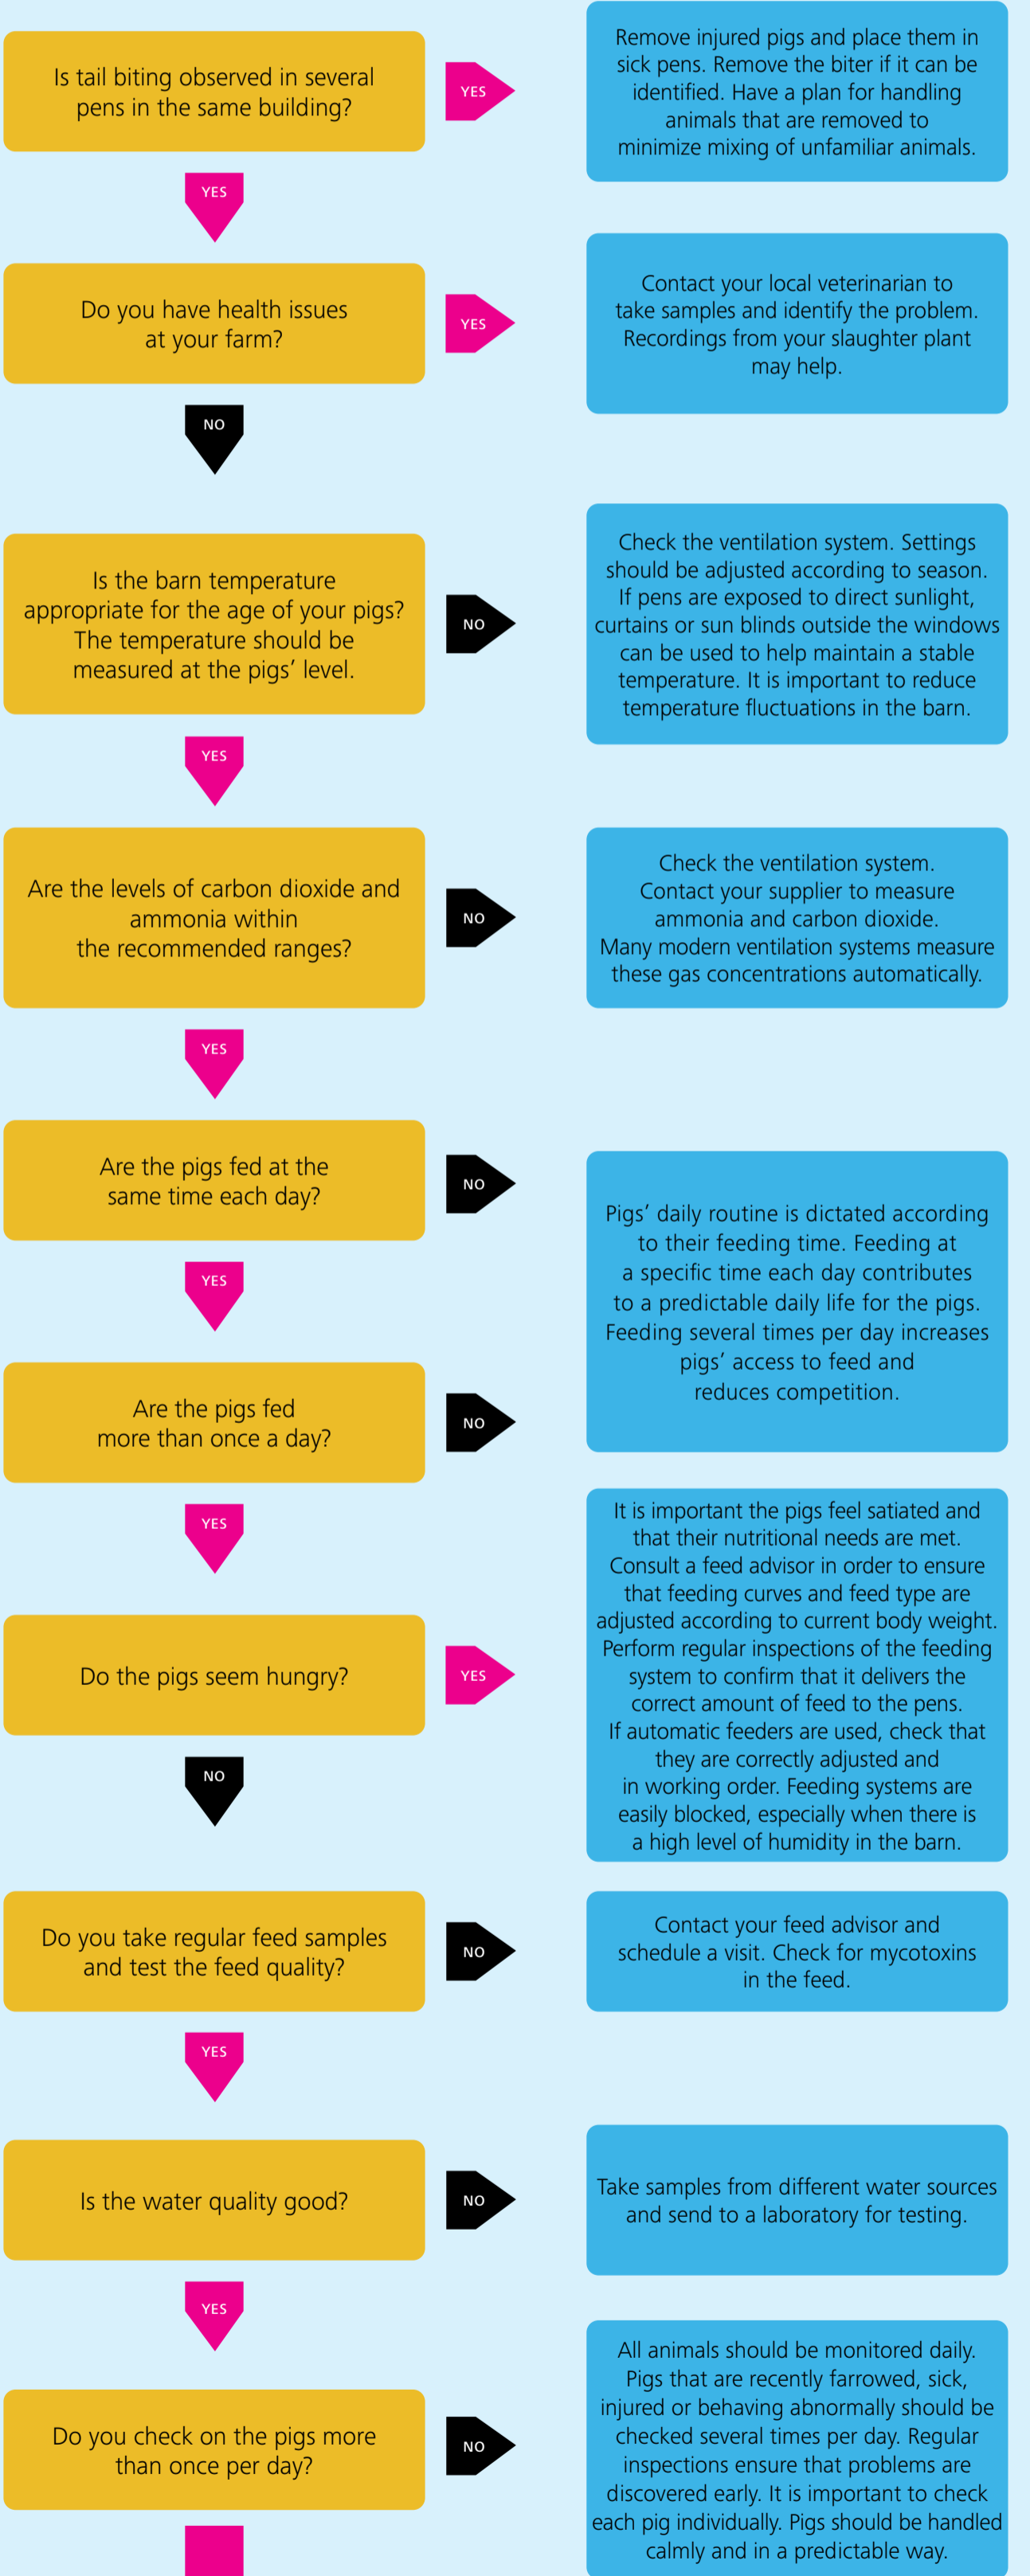 Is tail biting observed in several
pens in the same building?
YES
Remove injured pigs and place them in
sick pens. Remove the biter if it can be
identified. Have a plan for handling
animals that are removed to
minimize mixing of unfamiliar animals.
YES
Do you have health issues
at your farm?
YES
Contact your local veterinarian to
take samples and identify the problem.
Recordings from your slaughter plant
may help.
NO
Is the barn temperature
appropriate for the age of your pigs?
The temperature should be
measured at the pigs’ level.
NO
Check the ventilation system. Settings
should be adjusted according to season.
If pens are exposed to direct sunlight,
curtains or sun blinds outside the windows
can be used to help maintain a stable
temperature. It is important to reduce
temperature fluctuations in the barn.
YES
Are the levels of carbon dioxide and
ammonia within
the recommended ranges?
NO
Check the ventilation system.
Contact your supplier to measure
ammonia and carbon dioxide.
Many modern ventilation systems measure
these gas concentrations automatically.
YES
Are the pigs fed at the
same time each day?
NO
Pigs’ daily routine is dictated according
to their feeding time. Feeding at
a specific time each day contributes
to a predictable daily life for the pigs.
Feeding several times per day increases
pigs’ access to feed and
reduces competition.
YES
Are the pigs fed
more than once a day?
NO
YES
Do the pigs seem hungry?
YES
It is important the pigs feel satiated and
that their nutritional needs are met.
Consult a feed advisor in order to ensure
that feeding curves and feed type are
adjusted according to current body weight.
Perform regular inspections of the feeding
system to confirm that it delivers the
correct amount of feed to the pens.
If automatic feeders are used, check that
they are correctly adjusted and
in working order. Feeding systems are
easily blocked, especially when there is
a high level of humidity in the barn.
NO
Do you take regular feed samples
and test the feed quality?
NO
Contact your feed advisor and
schedule a visit. Check for mycotoxins
in the feed.
YES
Is the water quality good?
NO
Take samples from different water sources
and send to a laboratory for testing.
YES
Do you check on the pigs more
than once per day?
NO
All animals should be monitored daily.
Pigs that are recently farrowed, sick,
injured or behaving abnormally should be
checked several times per day. Regular
inspections ensure that problems are
discovered early. It is important to check
each pig individually. Pigs should be handled
calmly and in a predictable way.